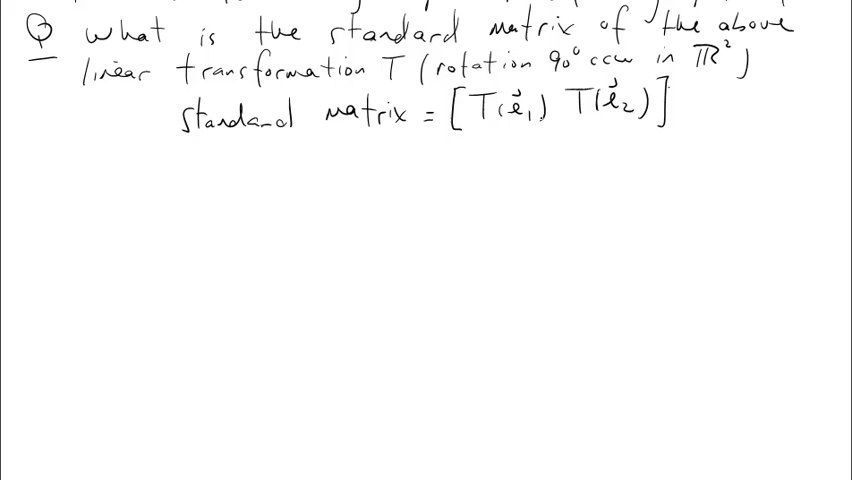 Q what is the standard matrix of the above
linear transformation T (rotation 90° ccw in ℝ²)
standard matrix = [T(e⃗₁) T(e⃗₂)]